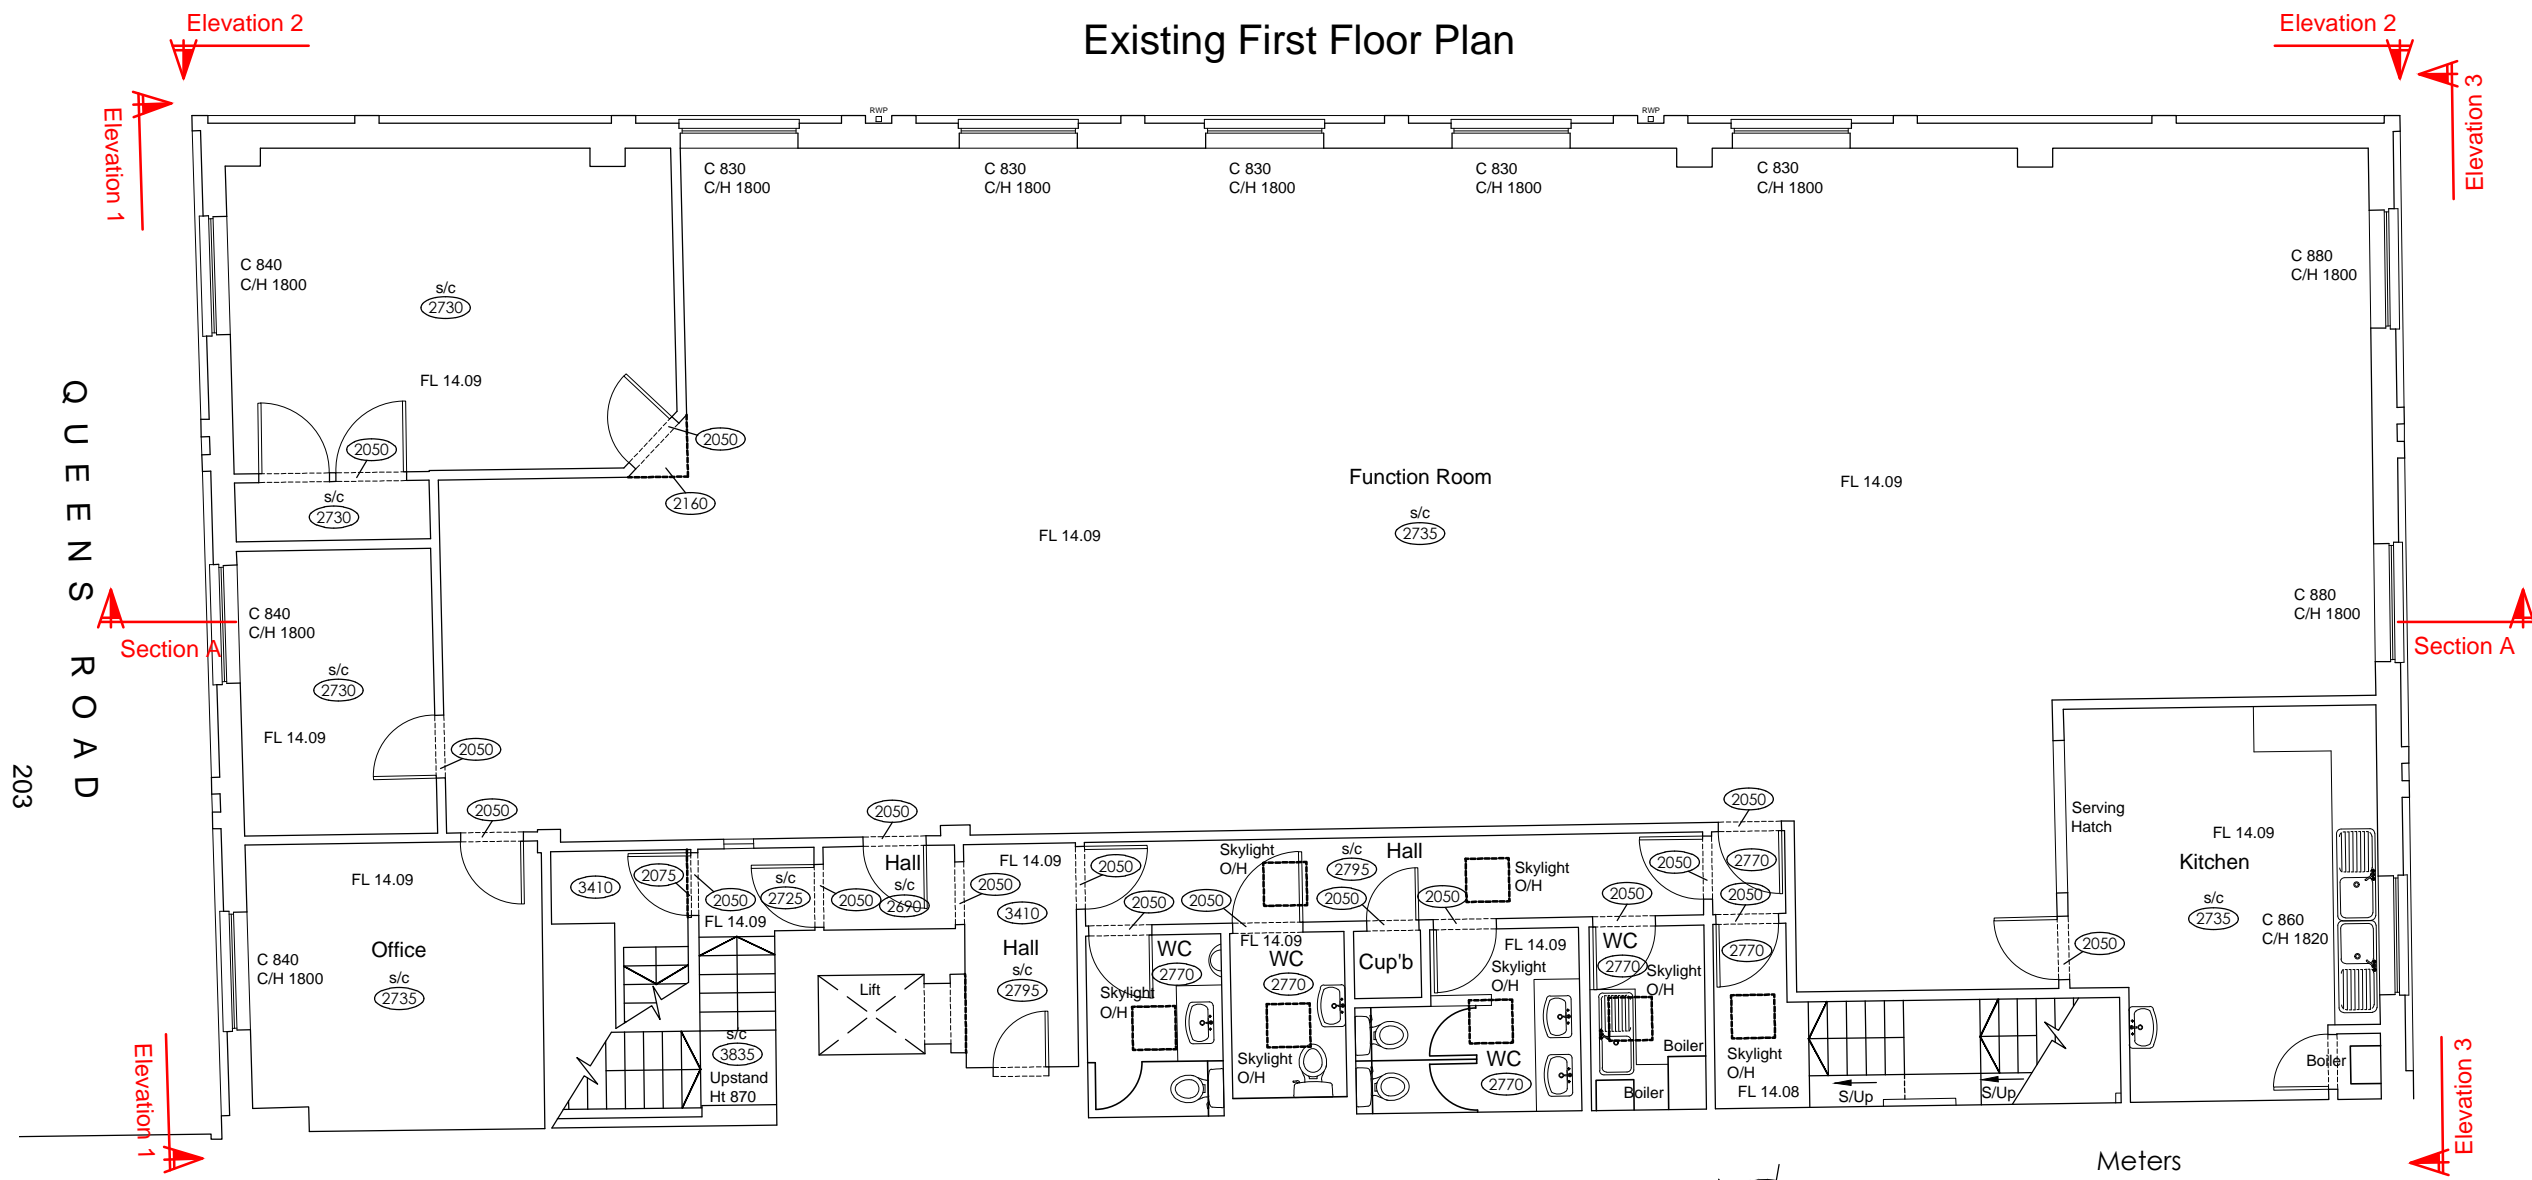 Existing First Floor Plan
Elevation 2
Elevation 2
Elevation 1
Elevation 3
RWP
RWP
C 830
C/H 1800
C 830
C/H 1800
C 830
C/H 1800
C 830
C/H 1800
C 830
C/H 1800
C 840
C/H 1800
s/c
2730
FL 14.09
C 880
C/H 1800
2050
2050
s/c
2730
2160
Function Room
s/c
2735
FL 14.09
FL 14.09
QUEENS ROAD
203
Section A
C 840
C/H 1800
s/c
2730
FL 14.09
2050
C 880
C/H 1800
Section A
2050
2050
2050
Serving
Hatch
FL 14.09
Kitchen
s/c
2735
C 860
C/H 1820
2050
Boiler
FL 14.09
Office
s/c
2735
C 840
C/H 1800
3410
2075
2050
FL 14.09
s/c
2725
2050
Hall
s/c
2690
2050
FL 14.09
3410
Hall
s/c
2795
Lift
s/c
3835
Upstand
Ht 870
2050
Skylight
O/H
s/c
2795
Hall
Skylight
O/H
2050
2770
2050
2050
2050
2050
2050
2050
WC
2770
Skylight
O/H
FL 14.09
WC
2770
Skylight
O/H
Cup'b
FL 14.09
Skylight
O/H
WC
2770
WC
2770
Skylight
O/H
Boiler
Boiler
2770
Skylight
O/H
FL 14.08
S/Up
S/Up
Elevation 1
Elevation 3
Meters